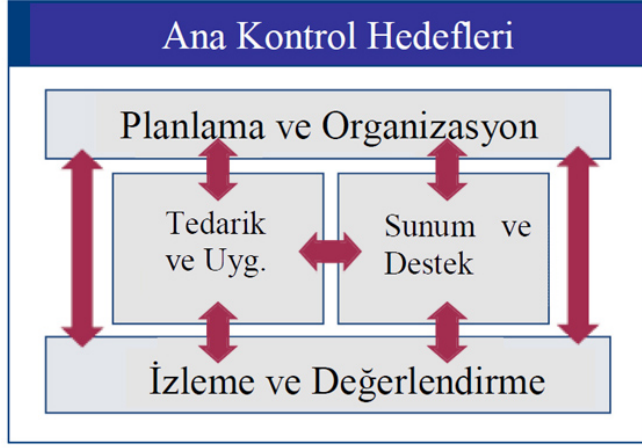 Ana Kontrol Hedefleri
Planlama ve Organizasyon
Tedarik
ve Uyg.
Sunum ve
Destek
İzleme ve Değerlendirme